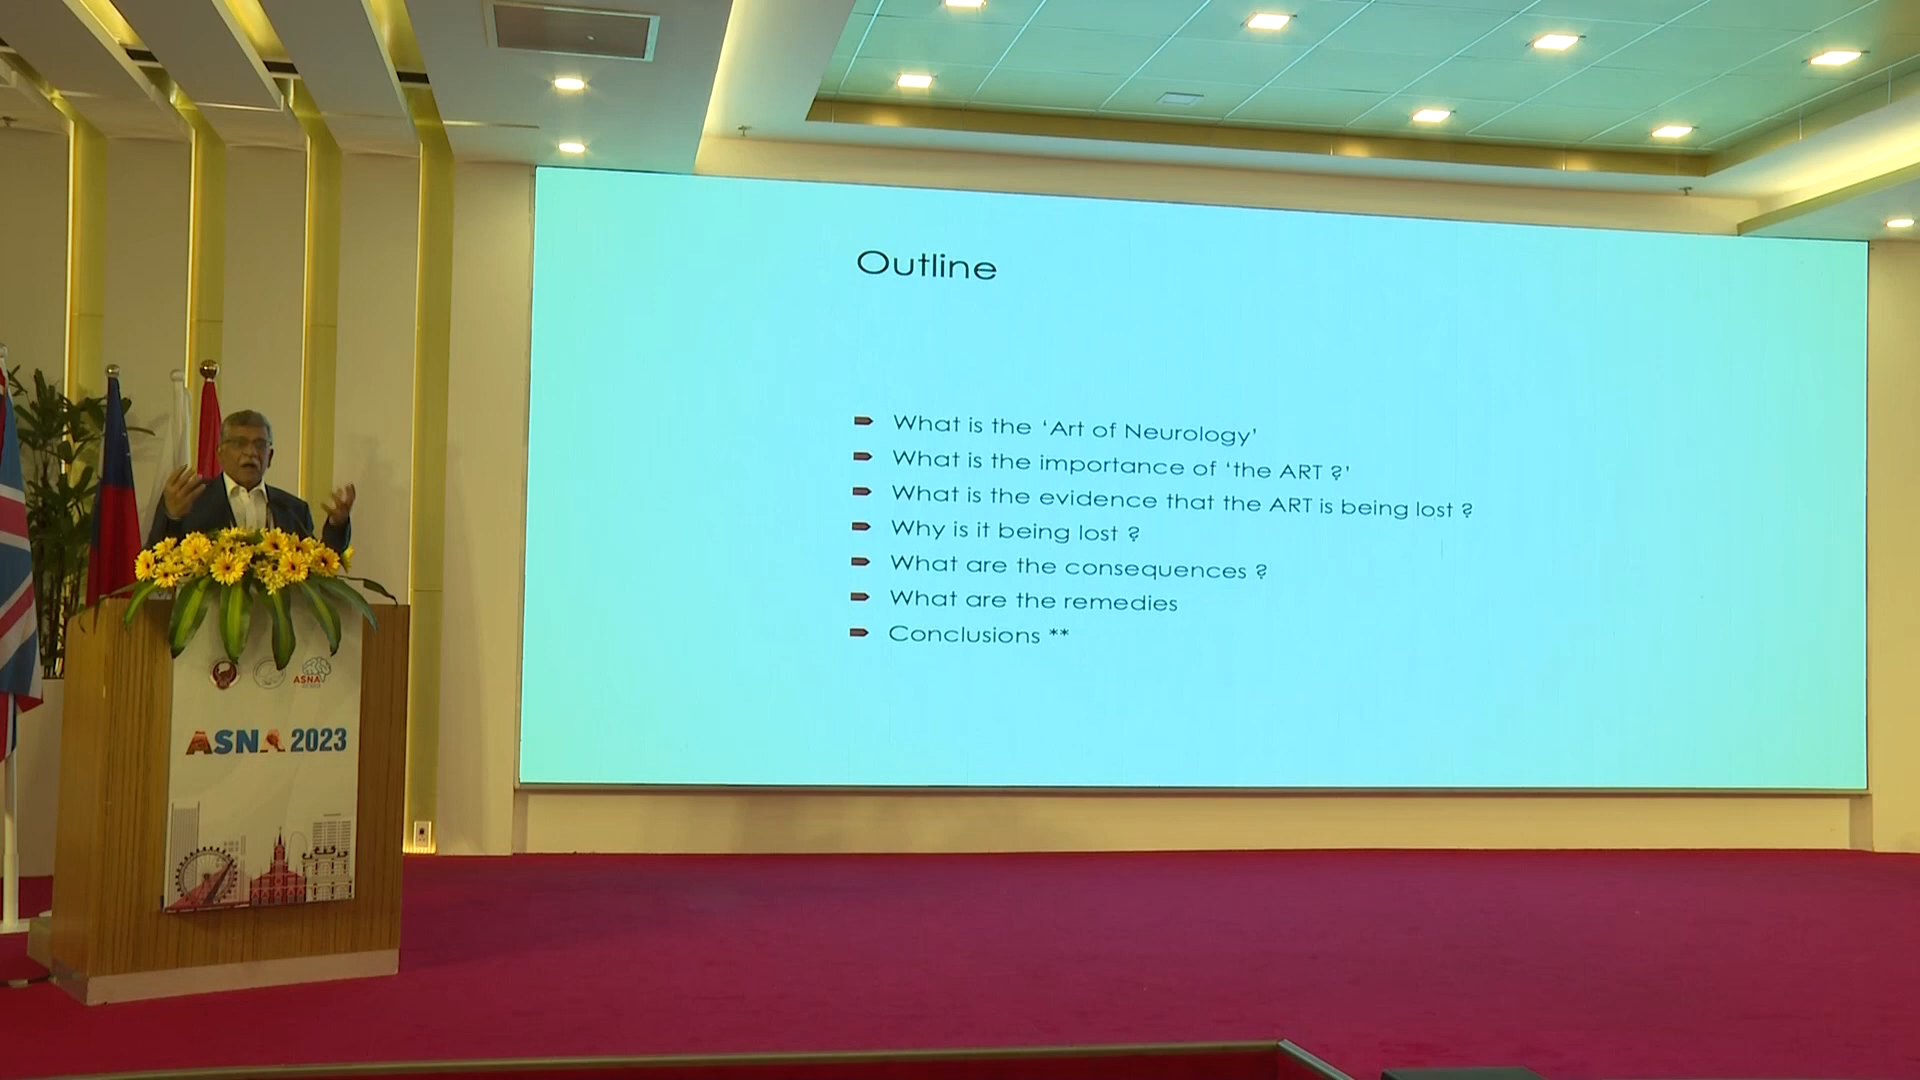 Outline
What is the ‘Art of Neurology’
What is the importance of ‘the ART ?’
What is the evidence that the ART is being lost ?
Why is it being lost ?
What are the consequences ?
What are the remedies
Conclusions **
ASNA
ASNA 2023